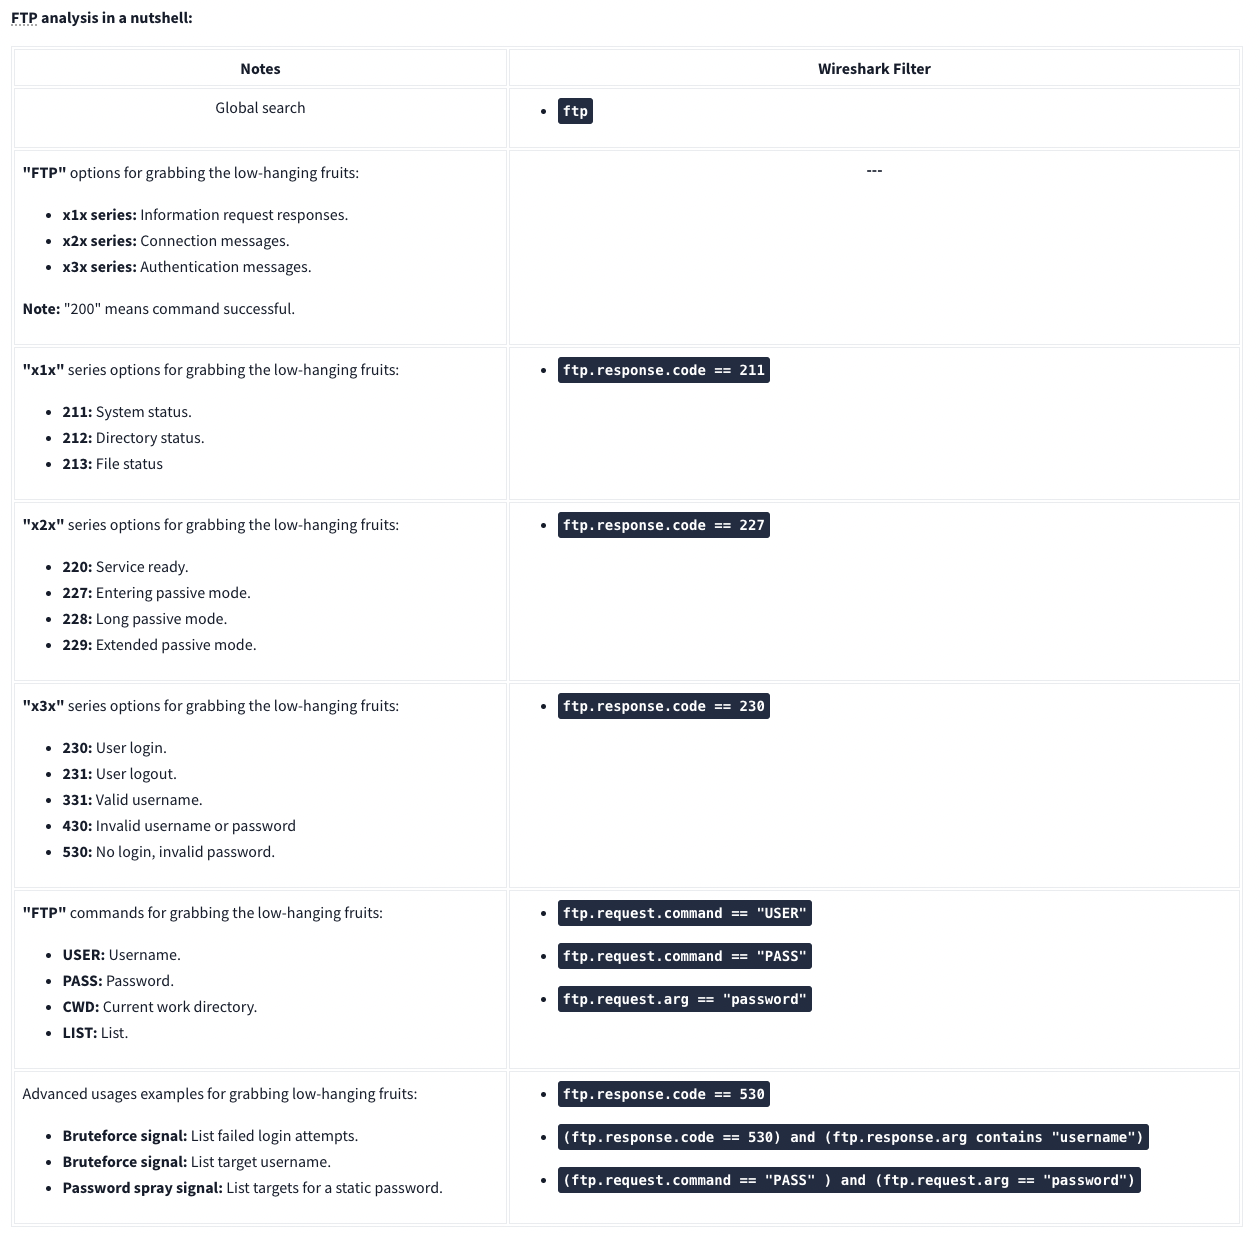 FTP analysis in a nutshell:
Notes
Wireshark Filter
Global search
ftp
"FTP" options for grabbing the low-hanging fruits:
x1x series: Information request responses.
x2x series: Connection messages.
x3x series: Authentication messages.
Note: "200" means command successful.
---
"x1x" series options for grabbing the low-hanging fruits:
211: System status.
212: Directory status.
213: File status
ftp.response.code == 211
"x2x" series options for grabbing the low-hanging fruits:
220: Service ready.
227: Entering passive mode.
228: Long passive mode.
229: Extended passive mode.
ftp.response.code == 227
"x3x" series options for grabbing the low-hanging fruits:
230: User login.
231: User logout.
331: Valid username.
430: Invalid username or password
530: No login, invalid password.
ftp.response.code == 230
"FTP" commands for grabbing the low-hanging fruits:
USER: Username.
PASS: Password.
CWD: Current work directory.
LIST: List.
ftp.request.command == "USER"
ftp.request.command == "PASS"
ftp.request.arg == "password"
Advanced usages examples for grabbing low-hanging fruits:
Bruteforce signal: List failed login attempts.
Bruteforce signal: List target username.
Password spray signal: List targets for a static password.
ftp.response.code == 530
(ftp.response.code == 530) and (ftp.response.arg contains "username")
(ftp.request.command == "PASS" ) and (ftp.request.arg == "password")